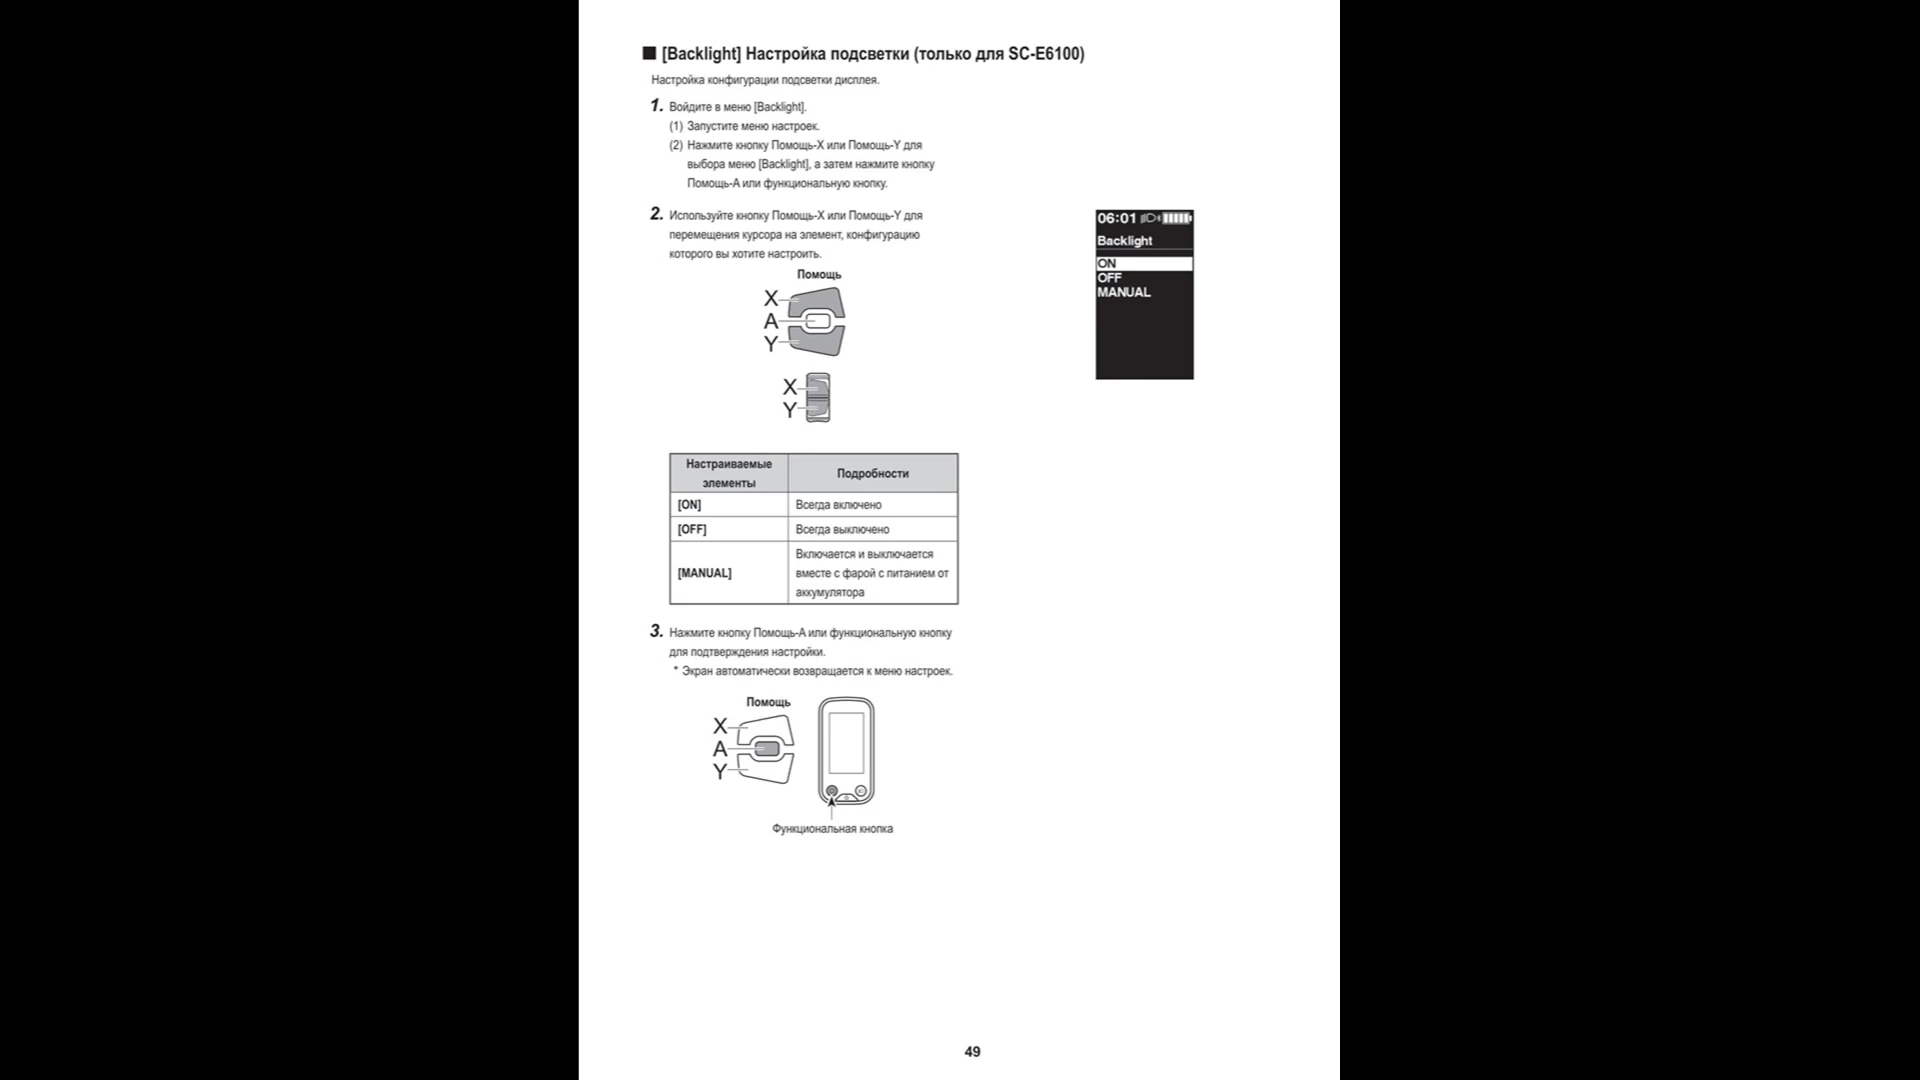 ■ [Backlight] Настройка подсветки (только для SC-E6100)
Настройка конфигурации подсветки дисплея.
1. Войдите в меню [Backlight].
(1) Запустите меню настроек.
(2) Нажмите кнопку Помощь-X или Помощь-Y для
выбора меню [Backlight], а затем нажмите кнопку
Помощь-A или функциональную кнопку.
2. Используйте кнопку Помощь-X или Помощь-Y для
перемещения курсора на элемент, конфигурацию
которого вы хотите настроить.
Помощь
X
A
Y
X
Y
06:01
Backlight
ON
OFF
MANUAL
Настраиваемые
элементы
Подробности
[ON] Всегда включено
[OFF] Всегда выключено
[MANUAL]
Включается и выключается
вместе с фарой с питанием от
аккумулятора
3. Нажмите кнопку Помощь-A или функциональную кнопку
для подтверждения настройки.
* Экран автоматически возвращается к меню настроек.
Помощь
X
A
Y
Функциональная кнопка
49